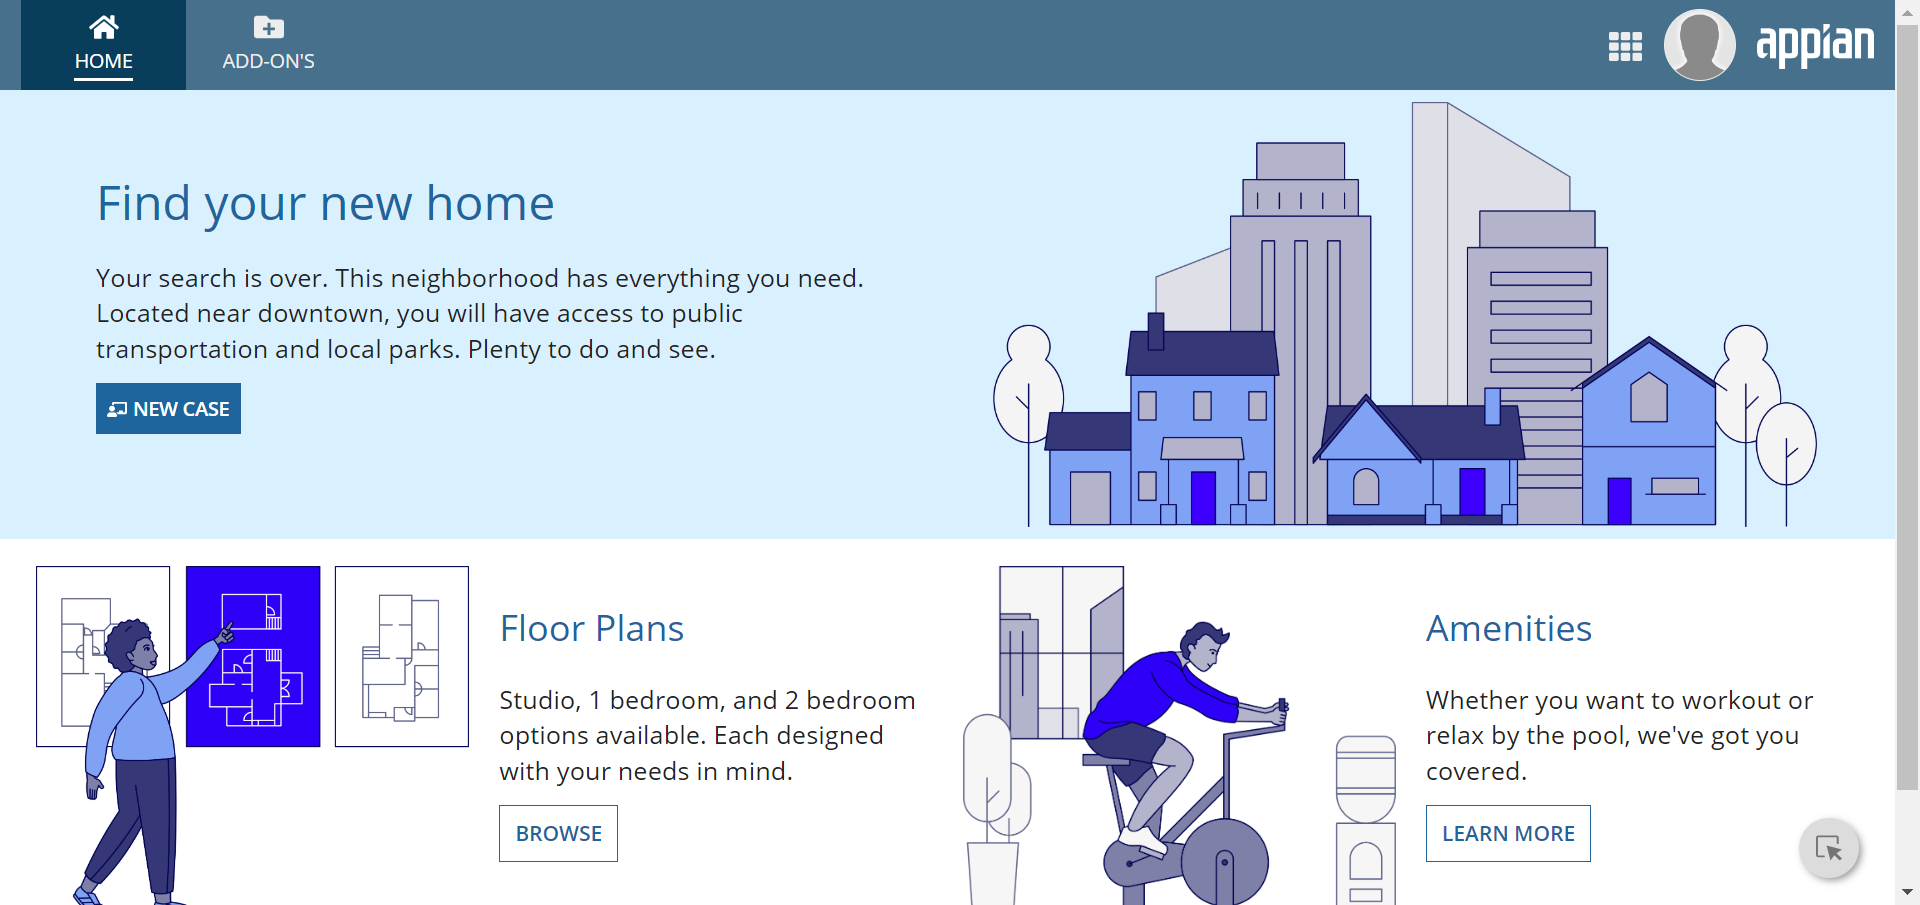 HOME
ADD-ON'S
appian
Find your new home
Your search is over. This neighborhood has everything you need.
Located near downtown, you will have access to public
transportation and local parks. Plenty to do and see.
NEW CASE
Floor Plans
Studio, 1 bedroom, and 2 bedroom
options available. Each designed
with your needs in mind.
BROWSE
Amenities
Whether you want to workout or
relax by the pool, we've got you
covered.
LEARN MORE